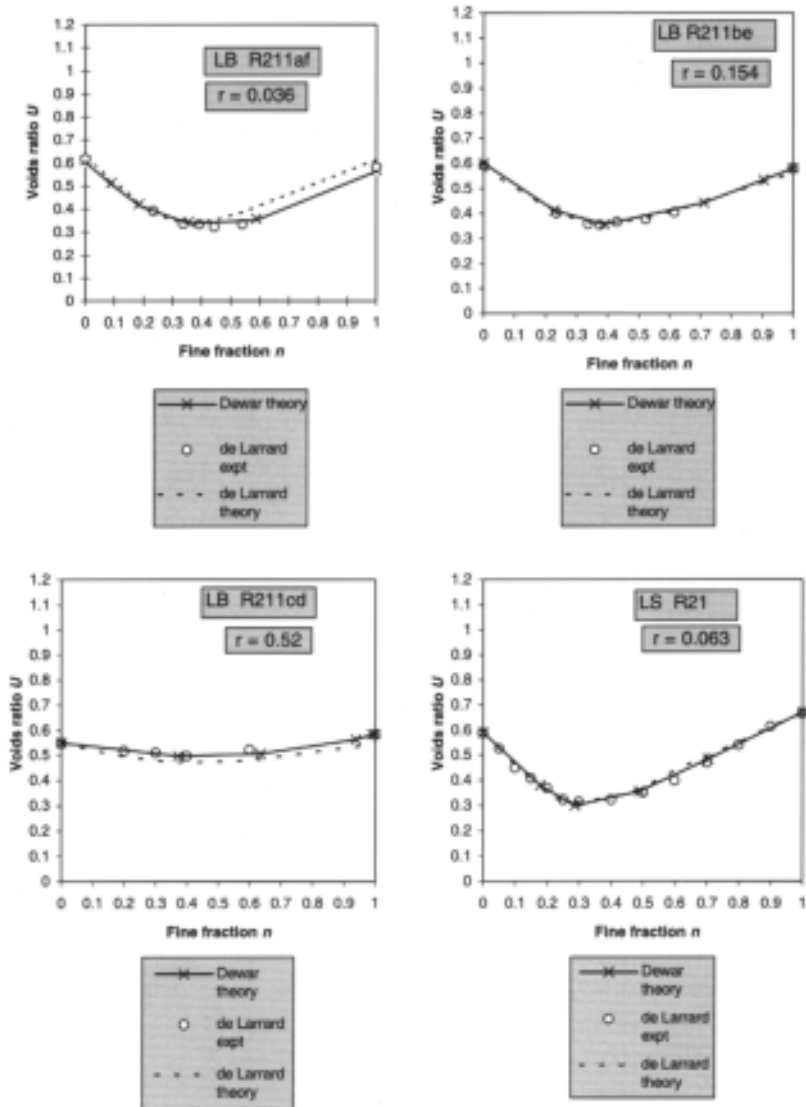 LB R211af
r = 0.036
Voids ratio U
1.2
1.1
1
0.9
0.8
0.7
0.6
0.5
0.4
0.3
0.2
0.1
0
0 0.1 0.2 0.3 0.4 0.5 0.6 0.7 0.8 0.9 1
Fine fraction n
Dewar theory
de Larrard
expt
de Larrard
theory
LB R211be
r = 0.154
Voids ratio U
1.2
1.1
1
0.9
0.8
0.7
0.6
0.5
0.4
0.3
0.2
0.1
0
0 0.1 0.2 0.3 0.4 0.5 0.6 0.7 0.8 0.9 1
Fine fraction n
Dewar theory
de Larrard
expt
de Larrard
theory
LB R211cd
r = 0.52
Voids ratio U
1.2
1.1
1
0.9
0.8
0.7
0.6
0.5
0.4
0.3
0.2
0.1
0
0 0.1 0.2 0.3 0.4 0.5 0.6 0.7 0.8 0.9 1
Fine fraction n
Dewar
theory
de Larrard
expt
de Larrard
theory
LS R21
r = 0.063
Voids ratio U
1.2
1.1
1
0.9
0.8
0.7
0.6
0.5
0.4
0.3
0.2
0.1
0
0 0.1 0.2 0.3 0.4 0.5 0.6 0.7 0.8 0.9 1
Fine fraction n
Dewar
theory
de Larrard
expt
de Larrard
theory